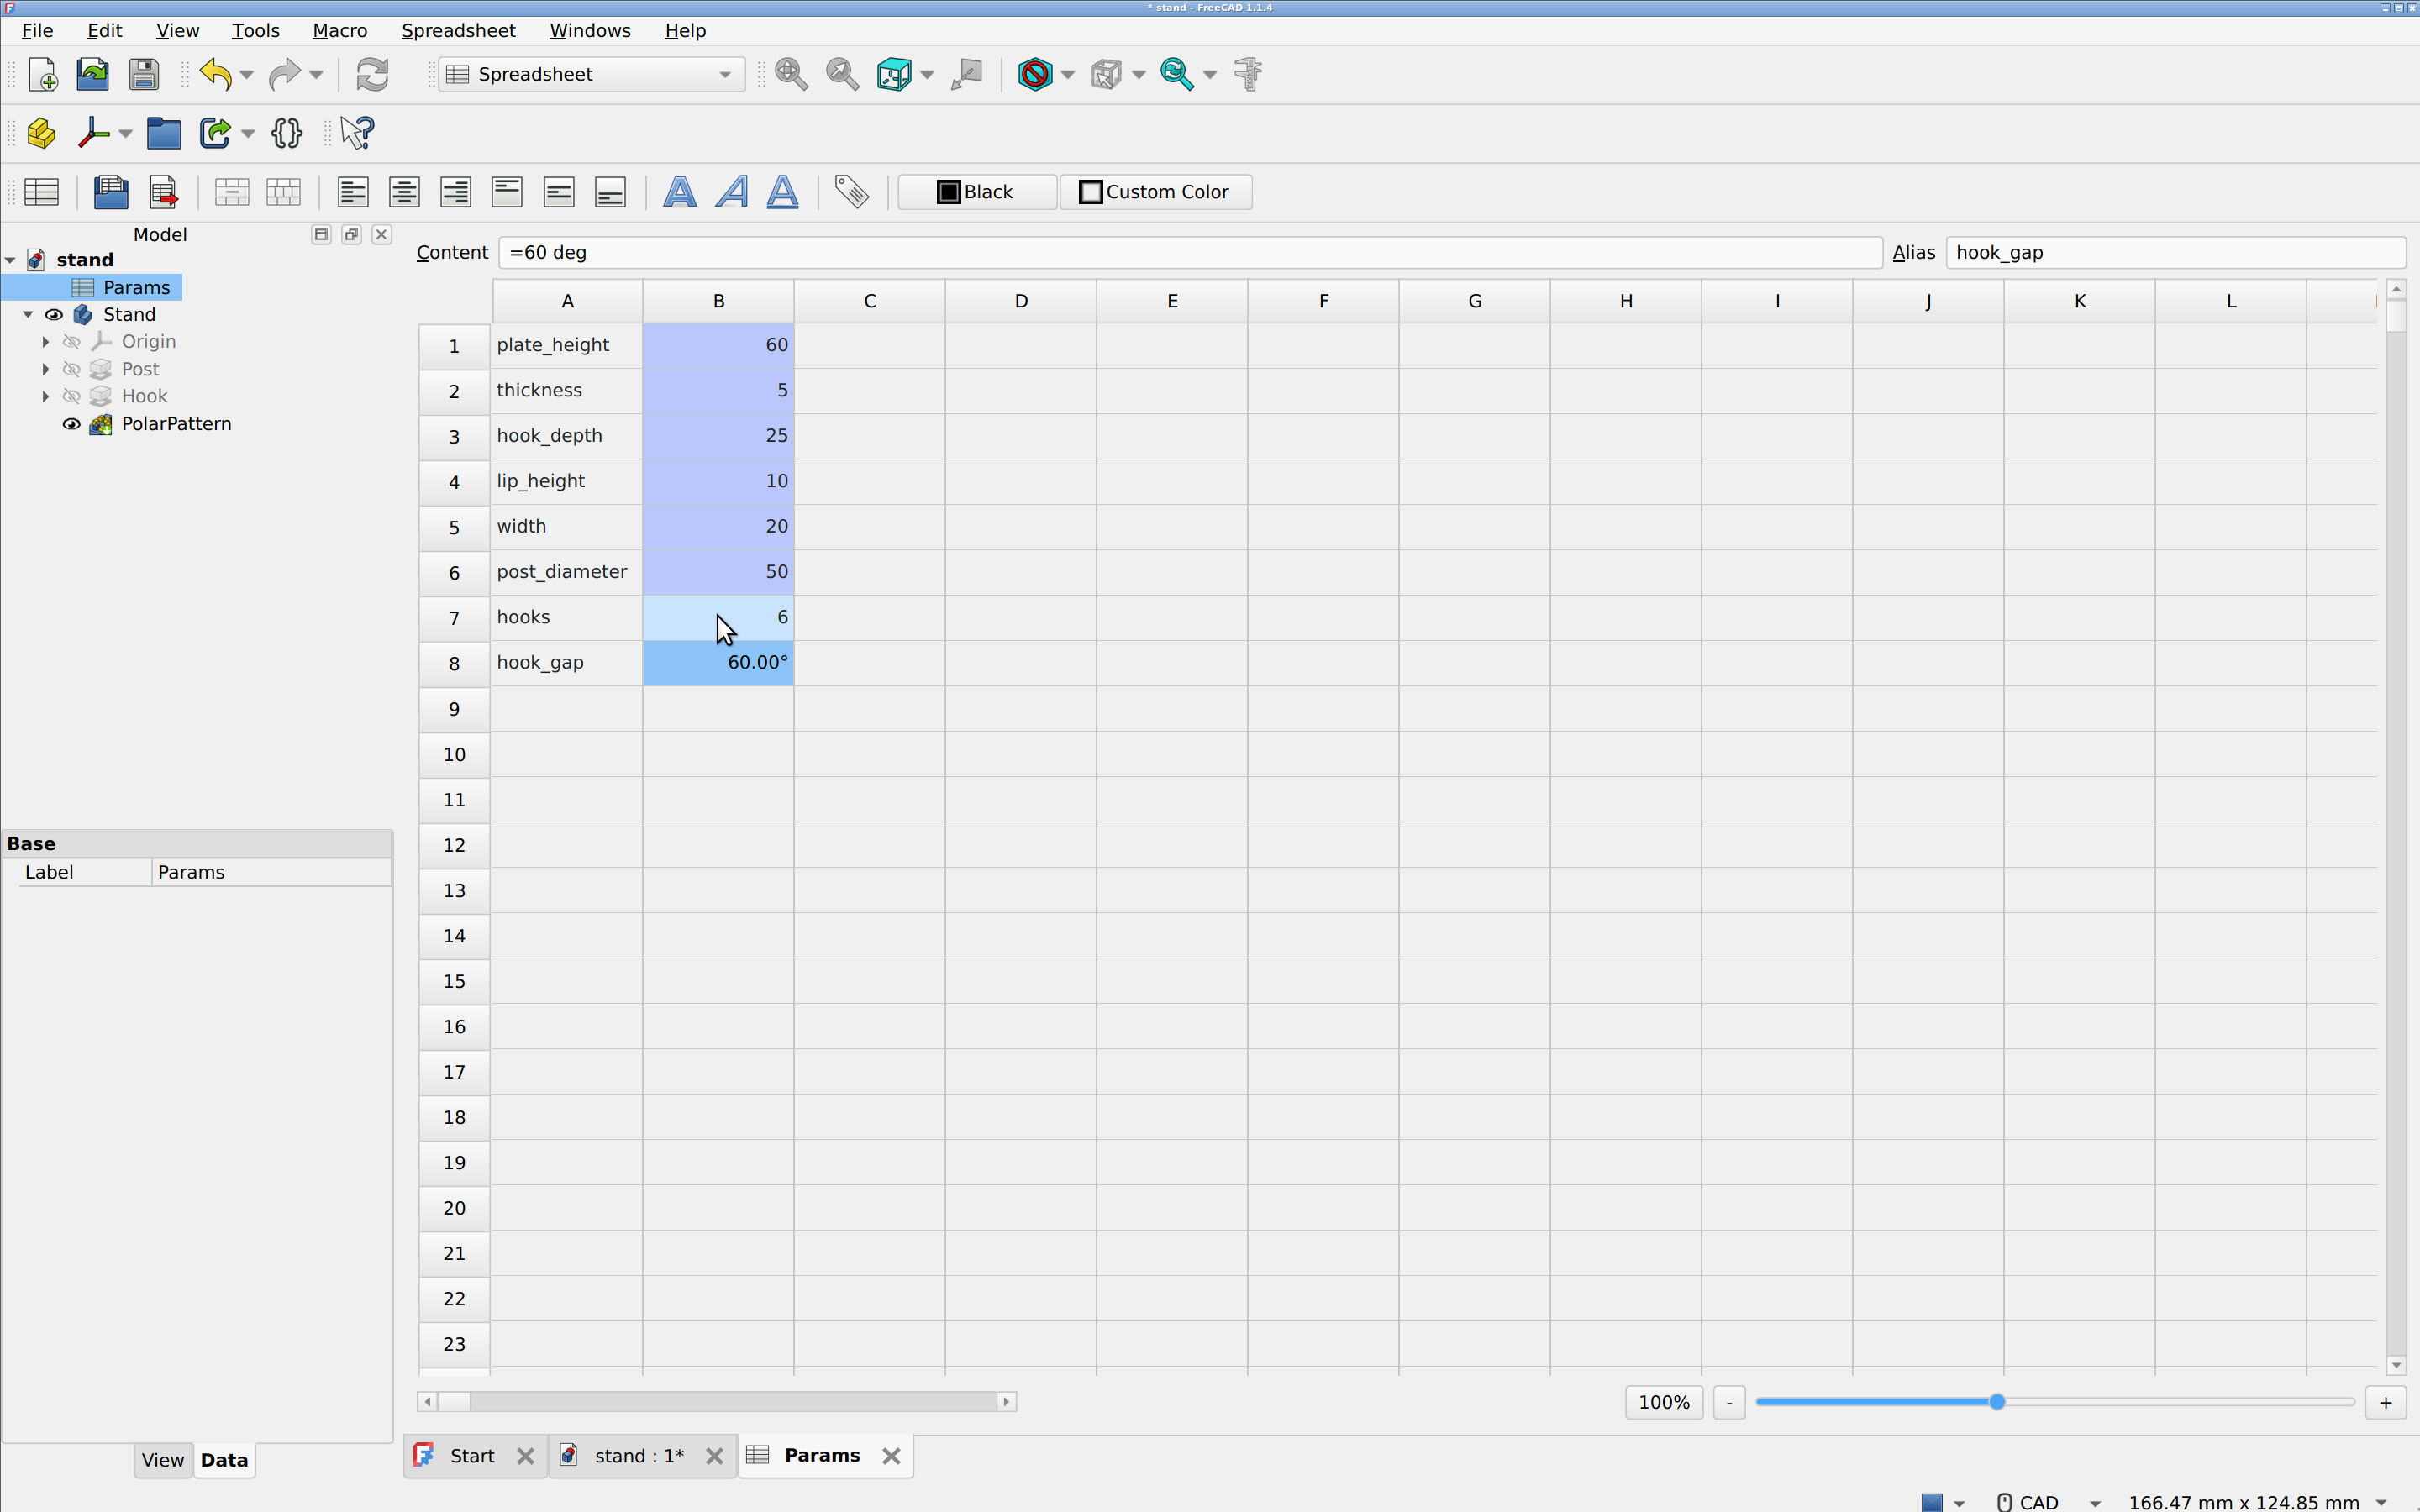 * stand - FreeCAD 1.1.4
File Edit View Tools Macro Spreadsheet Windows Help
Spreadsheet
Black Custom Color
Model
stand
Params
Stand
Origin
Post
Hook
PolarPattern
Content =60 deg Alias hook_gap
A B C D E F G H I J K L
1 plate_height 60
2 thickness 5
3 hook_depth 25
4 lip_height 10
5 width 20
6 post_diameter 50
7 hooks 6
8 hook_gap 60.00°
9
10
11
12
13
14
15
16
17
18
19
20
21
22
23
Base
Label Params
100% - +
View Data
Start stand : 1* Params
CAD 166.47 mm x 124.85 mm